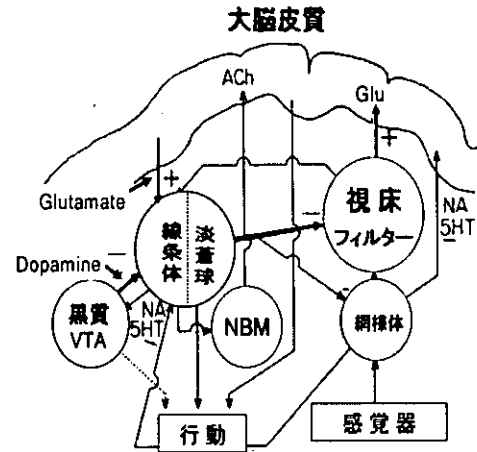 大脳皮質
ACh
Glu
+
Glutamate
+
視床
フィルター
NA
5HT
−
線条体
淡蒼球
−
Dopamine
−
黒質
VTA
NA
5HT
NBM
−
網様体
行動
感覚器